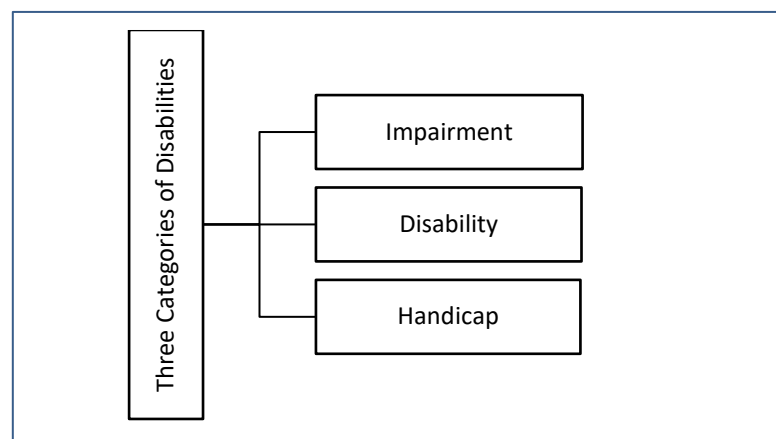 Three Categories of Disabilities
Impairment
Disability
Handicap